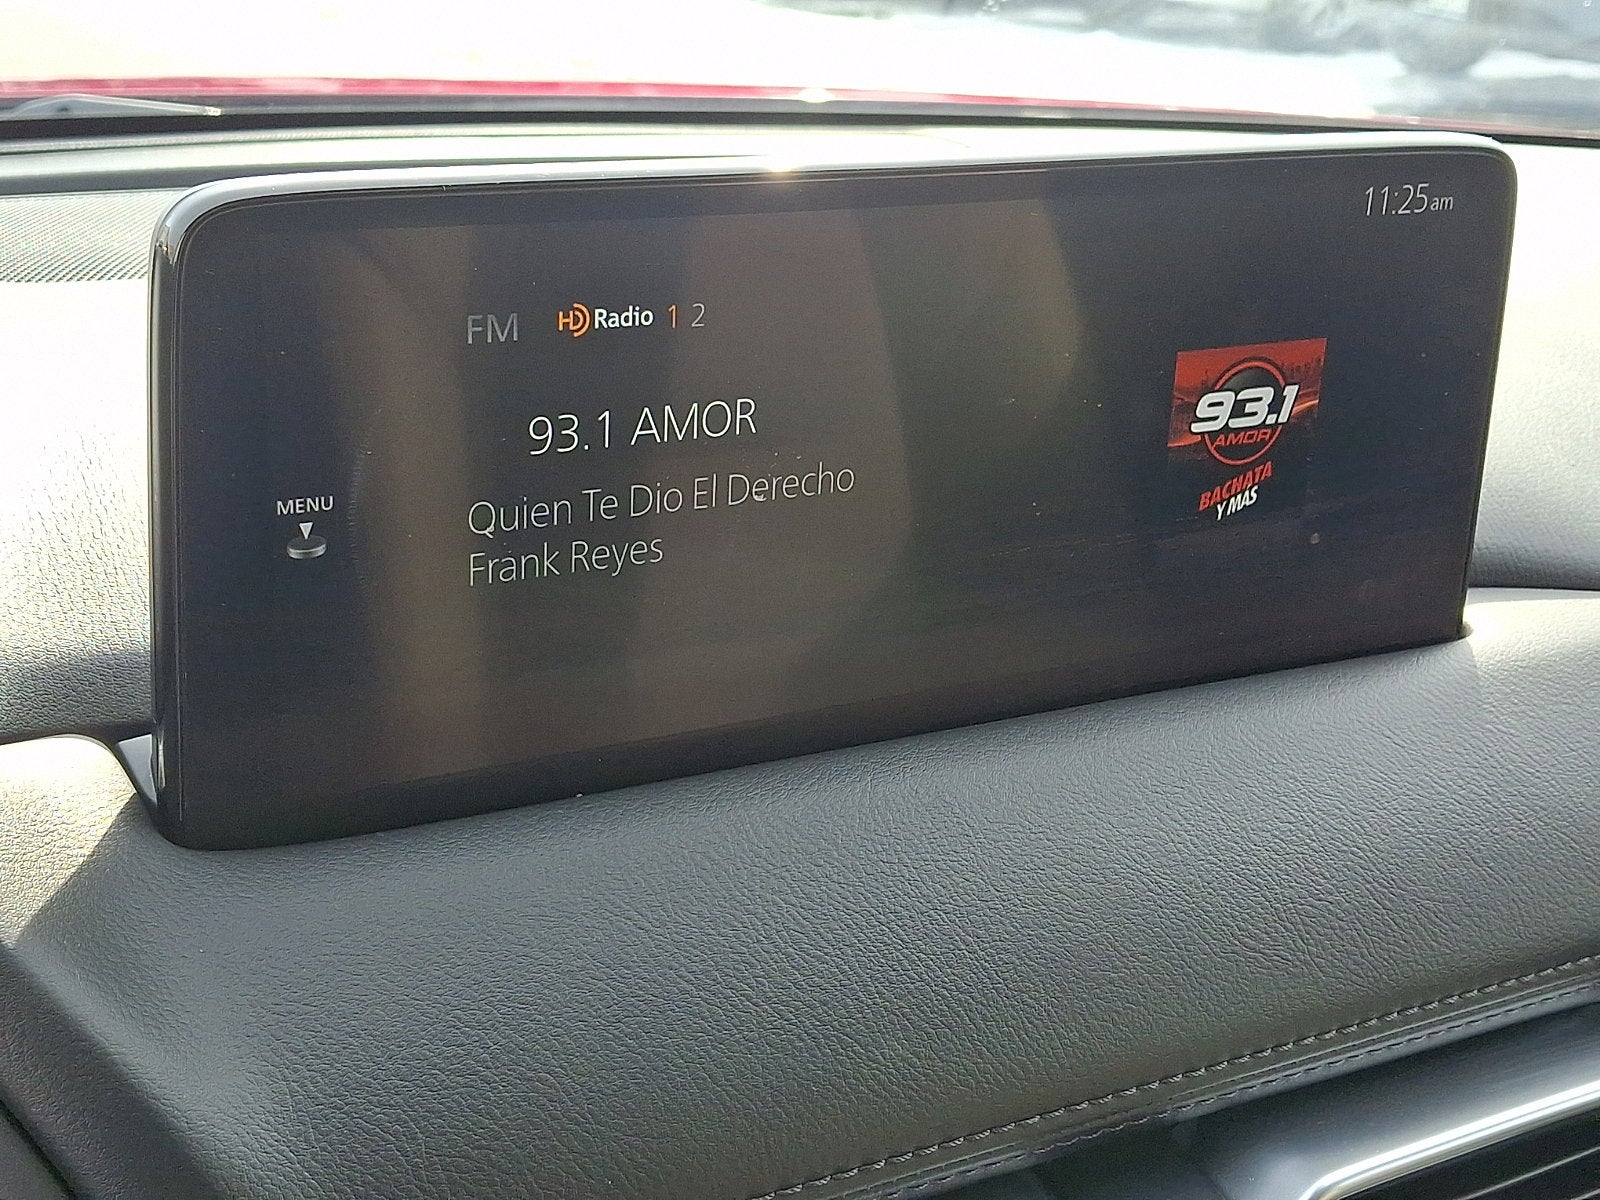 11:25am
FM HD Radio 1 2
93.1 AMOR
Quien Te Dio El Derecho
Frank Reyes
MENU
93.1
AMOR
BACHATA
Y MÁS